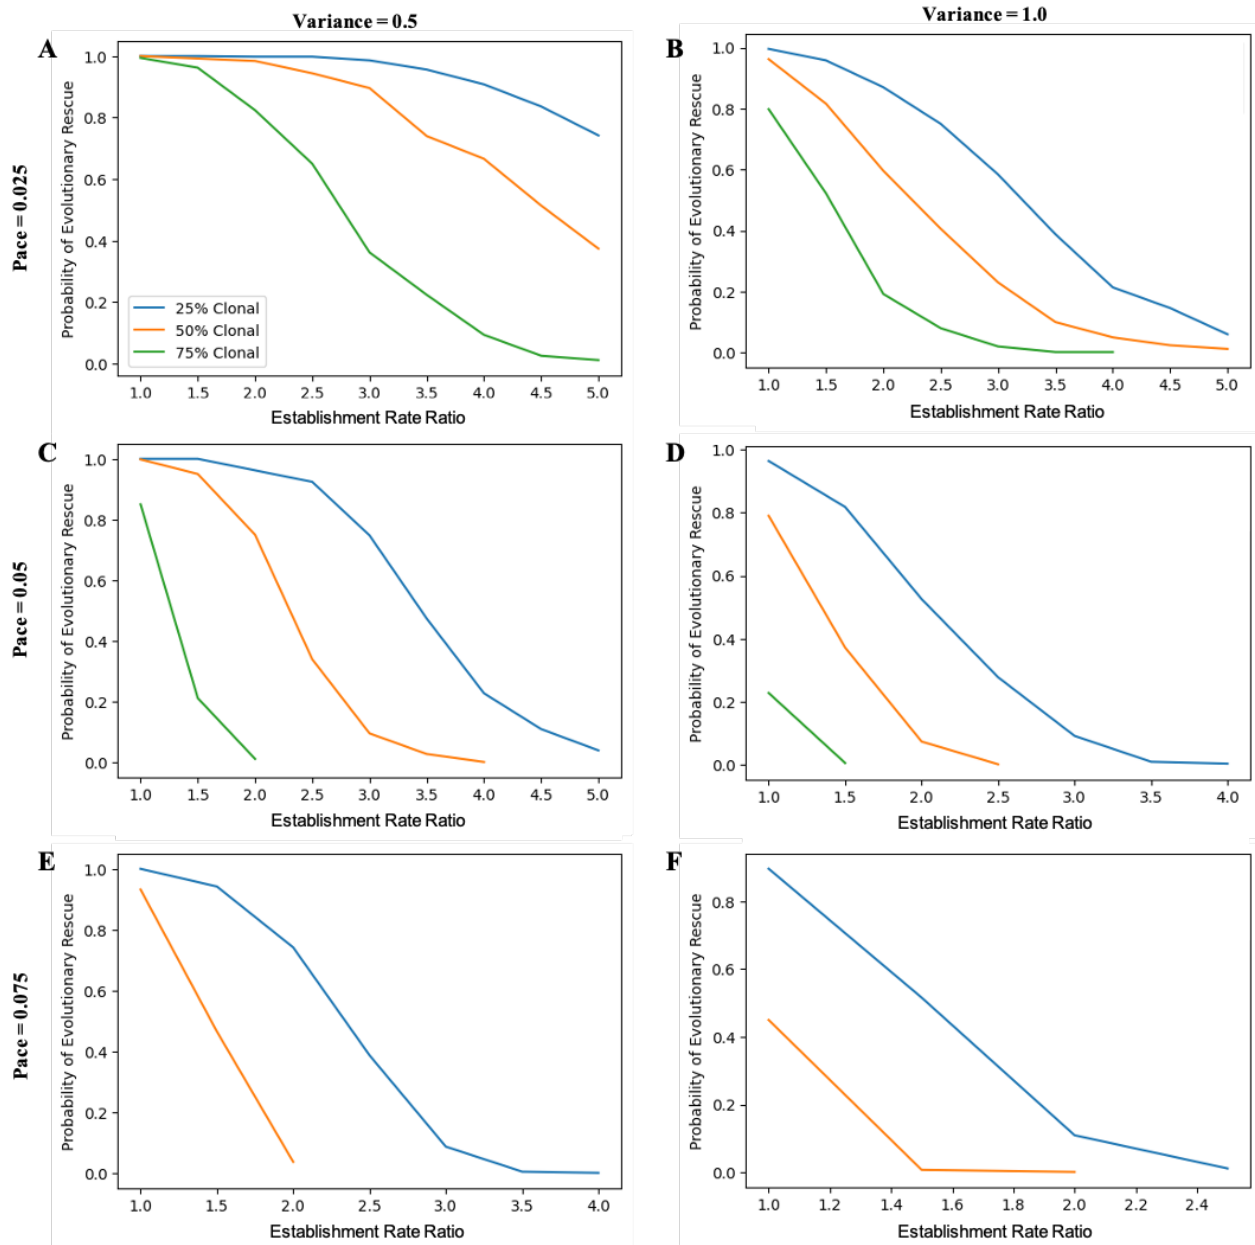 Variance = 0.5
Variance = 1.0
A
B
Pace = 0.025
Probability of Evolutionary Rescue
1.0
0.8
0.6
0.4
0.2
0.0
25% Clonal
50% Clonal
75% Clonal
1.0 1.5 2.0 2.5 3.0 3.5 4.0 4.5 5.0
Establishment Rate Ratio
Probability of Evolutionary Rescue
1.0
0.8
0.6
0.4
0.2
0.0
1.0 1.5 2.0 2.5 3.0 3.5 4.0 4.5 5.0
Establishment Rate Ratio
C
D
Pace = 0.05
Probability of Evolutionary Rescue
1.0
0.8
0.6
0.4
0.2
0.0
1.0 1.5 2.0 2.5 3.0 3.5 4.0 4.5 5.0
Establishment Rate Ratio
Probability of Evolutionary Rescue
1.0
0.8
0.6
0.4
0.2
0.0
1.0 1.5 2.0 2.5 3.0 3.5 4.0
Establishment Rate Ratio
E
F
Pace = 0.075
Probability of Evolutionary Rescue
1.0
0.8
0.6
0.4
0.2
0.0
1.0 1.5 2.0 2.5 3.0 3.5 4.0
Establishment Rate Ratio
Probability of Evolutionary Rescue
0.8
0.6
0.4
0.2
0.0
1.0 1.2 1.4 1.6 1.8 2.0 2.2 2.4
Establishment Rate Ratio